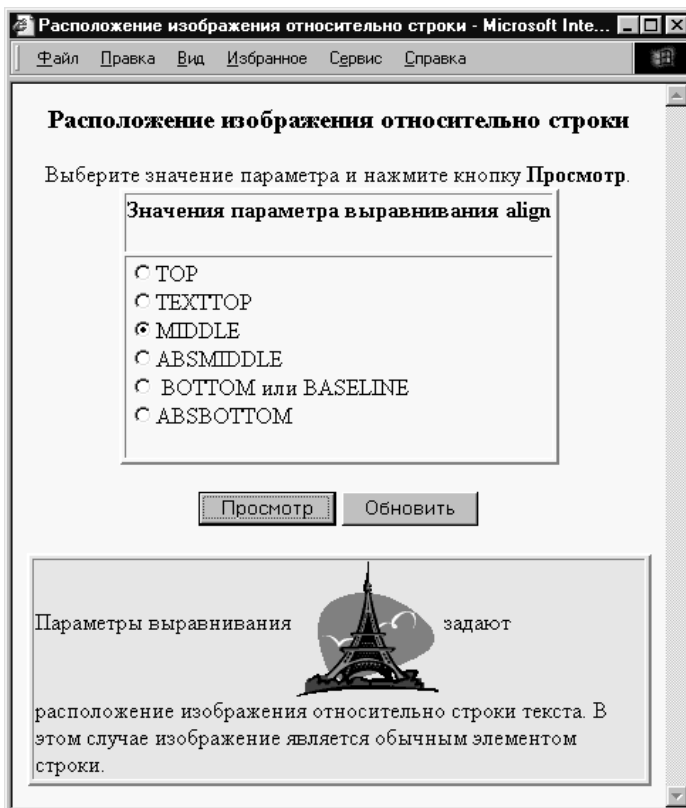 Расположение изображения относительно строки - Microsoft Inte...
Файл Правка Вид Избранное Сервис Справка
Расположение изображения относительно строки
Выберите значение параметра и нажмите кнопку Просмотр.
Значения параметра выравнивания align
TOP
TEXTTOP
MIDDLE
ABSMIDDLE
BOTTOM или BASELINE
ABSBOTTOM
Просмотр Обновить
Параметры выравнивания задают
расположение изображения относительно строки текста. В
этом случае изображение является обычным элементом
строки.